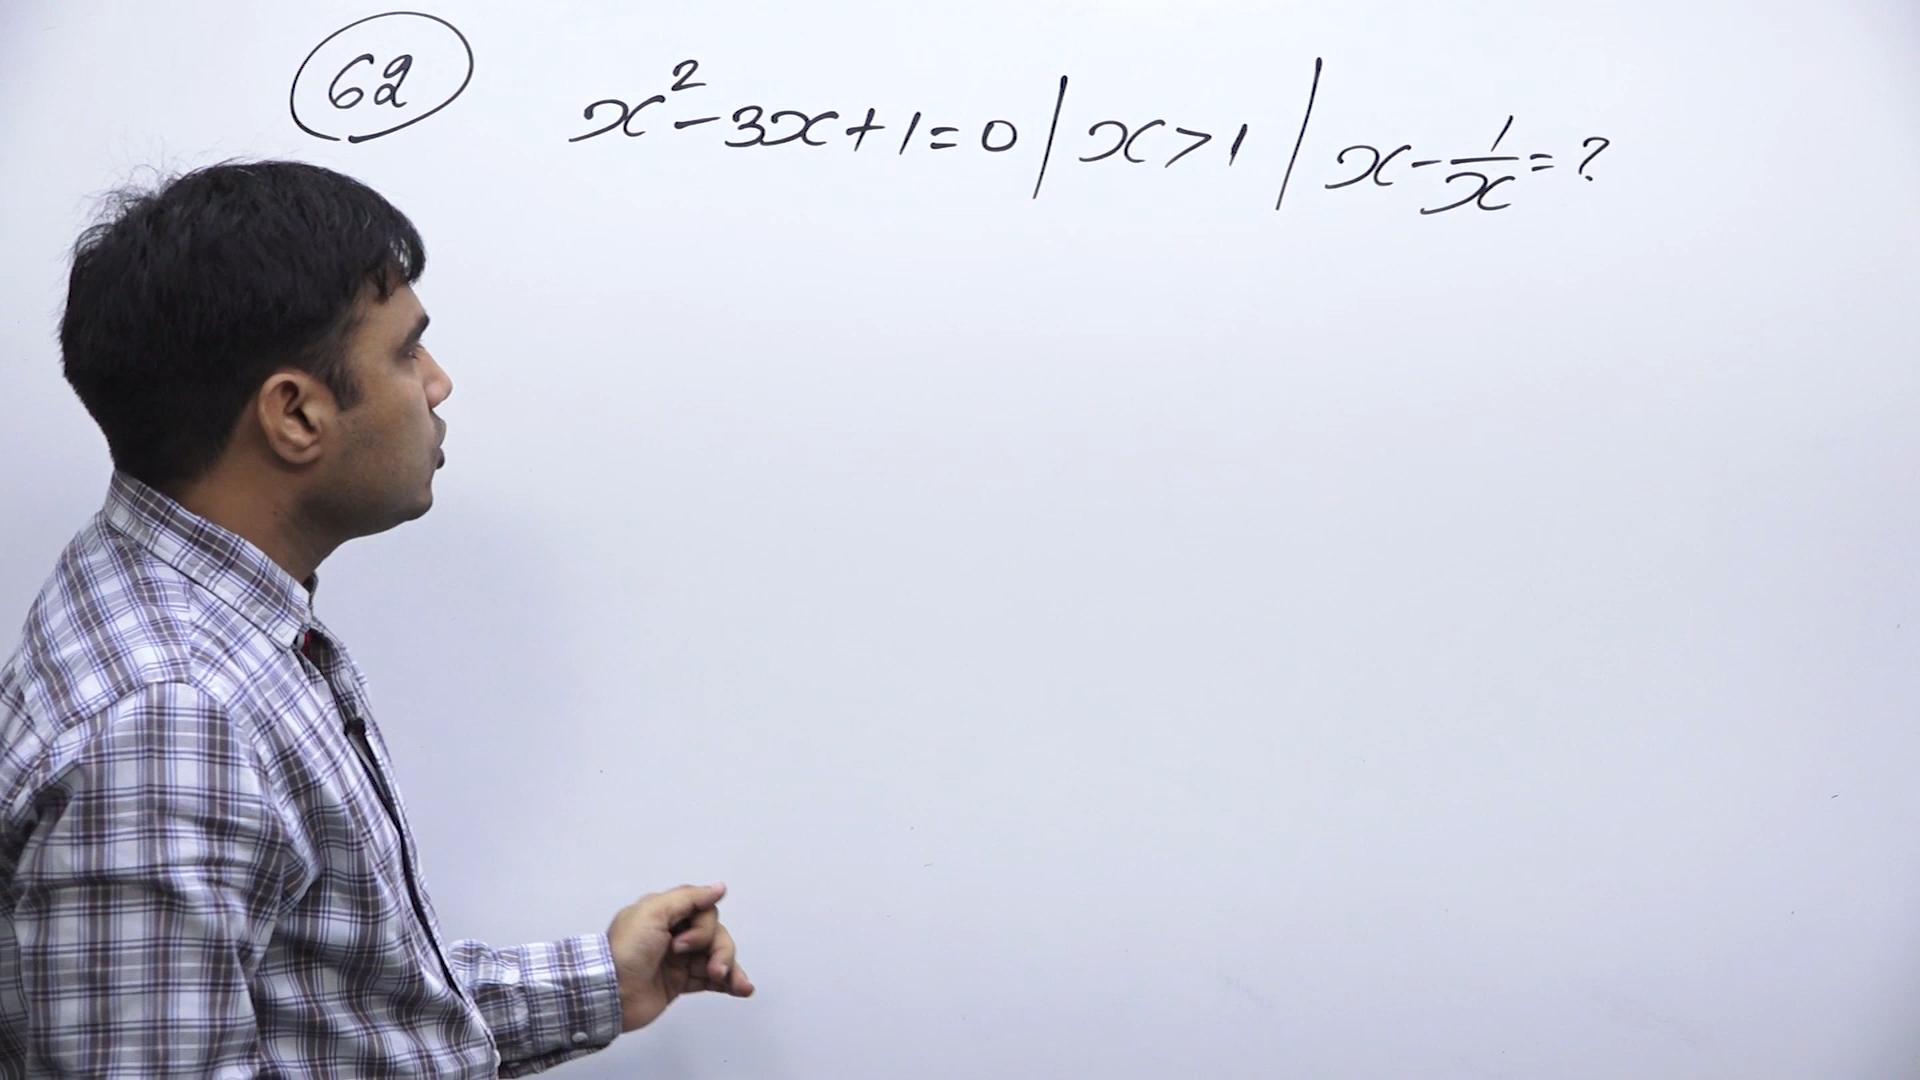 62
x² - 3x + 1 = 0 | x > 1 | x - 1/x = ?